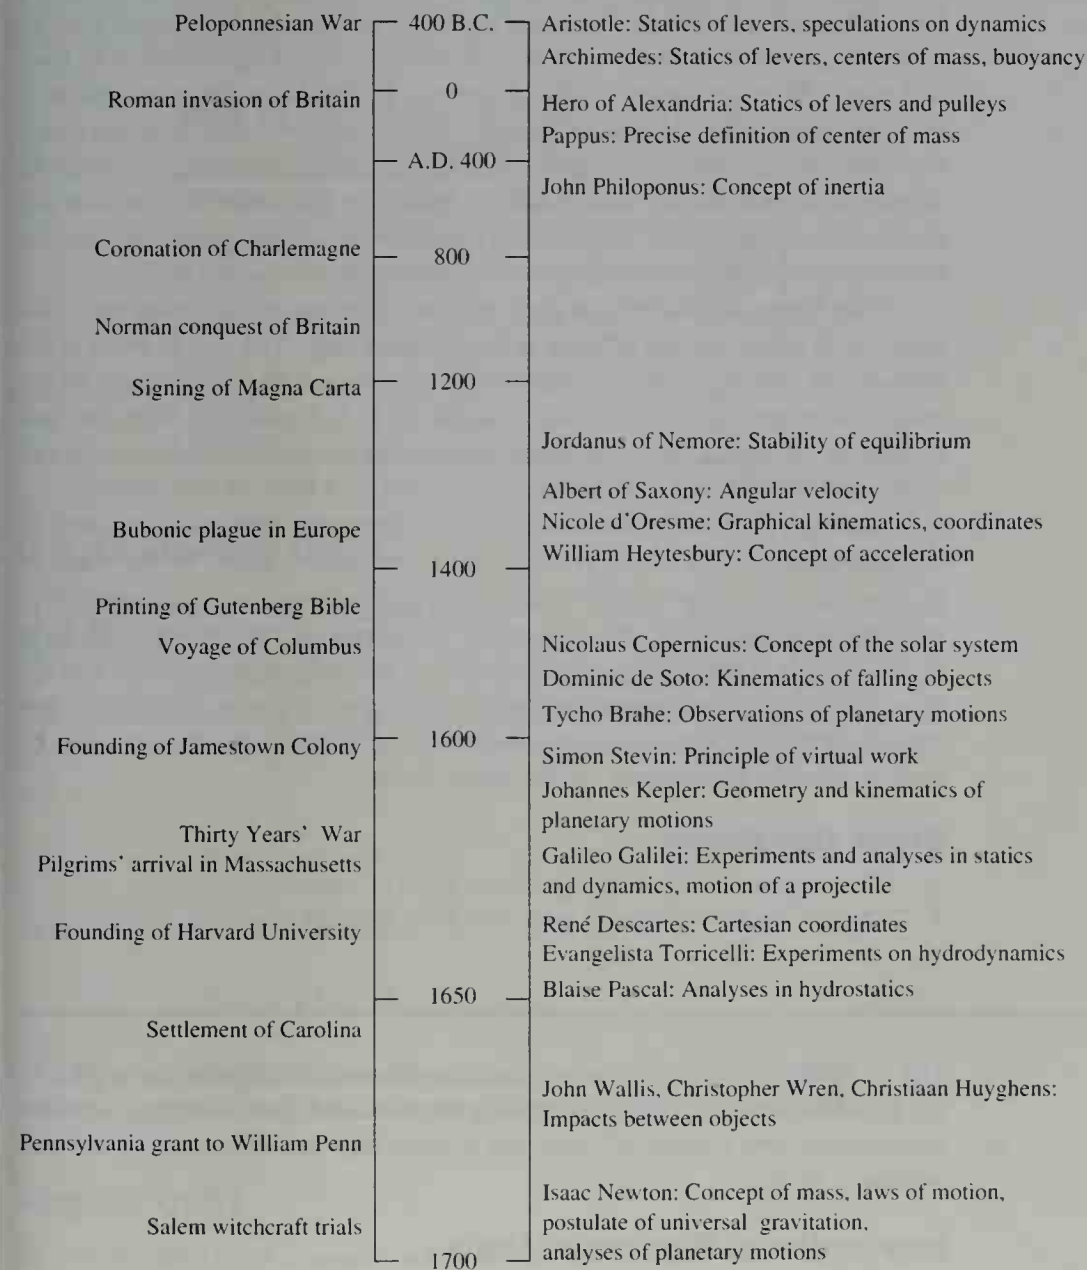 Peloponnesian War 400 B.C. Aristotle: Statics of levers, speculations on dynamics
Archimedes: Statics of levers, centers of mass, buoyancy
Roman invasion of Britain 0 Hero of Alexandria: Statics of levers and pulleys
Pappus: Precise definition of center of mass
A.D. 400
John Philoponus: Concept of inertia
Coronation of Charlemagne 800
Norman conquest of Britain
Signing of Magna Carta 1200
Jordanus of Nemore: Stability of equilibrium
Albert of Saxony: Angular velocity
Bubonic plague in Europe Nicole d'Oresme: Graphical kinematics, coordinates
William Heytesbury: Concept of acceleration
1400
Printing of Gutenberg Bible
Voyage of Columbus Nicolaus Copernicus: Concept of the solar system
Dominic de Soto: Kinematics of falling objects
Tycho Brahe: Observations of planetary motions
Founding of Jamestown Colony 1600 Simon Stevin: Principle of virtual work
Johannes Kepler: Geometry and kinematics of
planetary motions
Thirty Years' War
Pilgrims' arrival in Massachusetts Galileo Galilei: Experiments and analyses in statics
and dynamics, motion of a projectile
Founding of Harvard University René Descartes: Cartesian coordinates
Evangelista Torricelli: Experiments on hydrodynamics
1650 Blaise Pascal: Analyses in hydrostatics
Settlement of Carolina
John Wallis, Christopher Wren, Christiaan Huyghens:
Impacts between objects
Pennsylvania grant to William Penn
Isaac Newton: Concept of mass, laws of motion,
Salem witchcraft trials postulate of universal gravitation,
analyses of planetary motions
1700